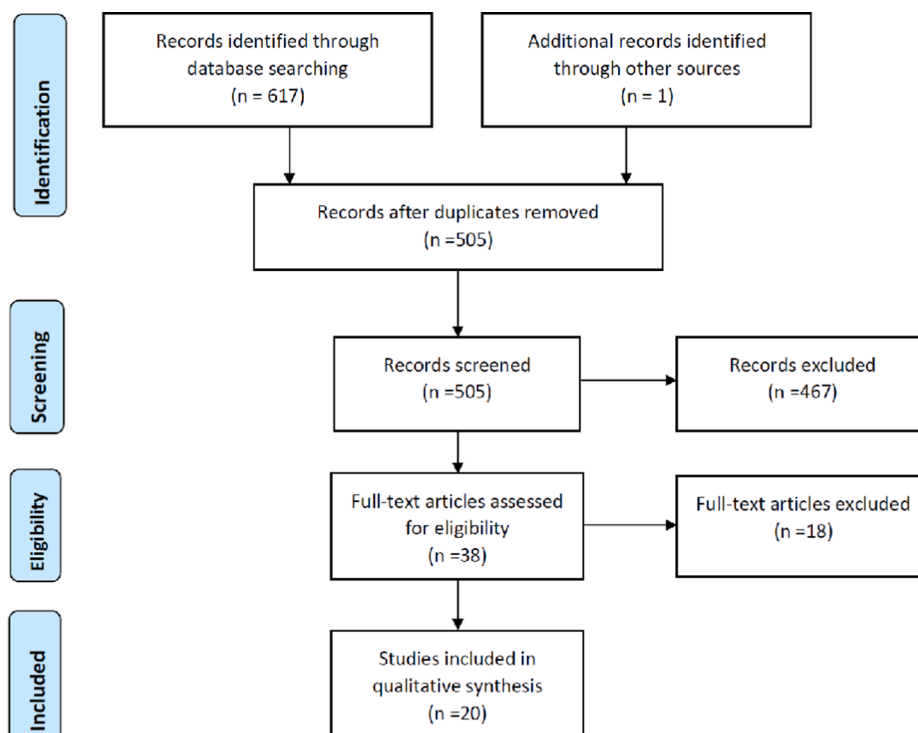 Identification
Records identified through
database searching
(n = 617)
Additional records identified
through other sources
(n = 1)
Records after duplicates removed
(n =505)
Screening
Records screened
(n =505)
Records excluded
(n =467)
Eligibility
Full-text articles assessed
for eligibility
(n =38)
Full-text articles excluded
(n =18)
Included
Studies included in
qualitative synthesis
(n =20)